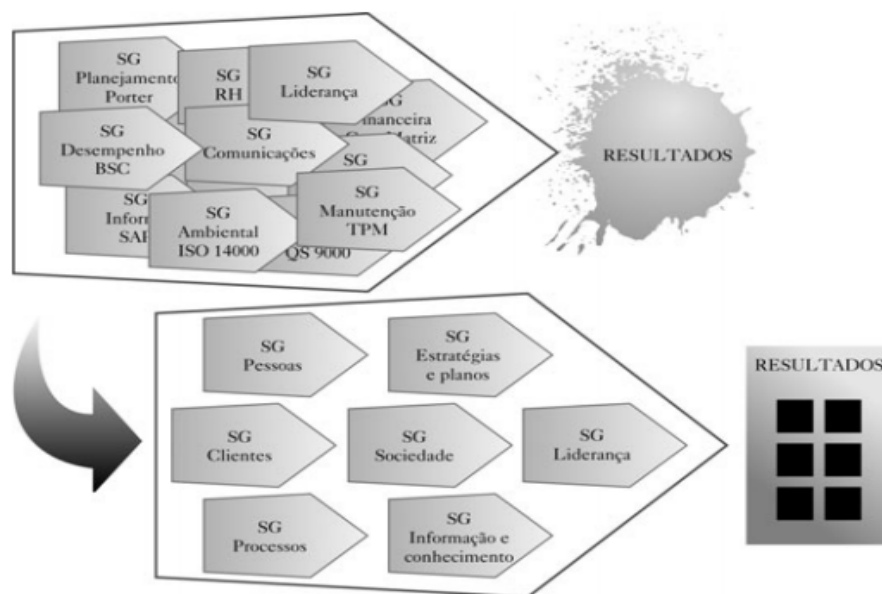 SG
Planejamento
Porter
SG
RH
SG
Liderança
SG
SG
Desempenho
BSC
SG
Comunicações
SG
SG
SG
Manutenção
TPM
SG
Ambiental
ISO 14000
QS 9000
RESULTADOS
SG
Pessoas
SG
Estratégias
e planos
SG
Clientes
SG
Sociedade
SG
Liderança
SG
Processos
SG
Informação e
conhecimento
RESULTADOS